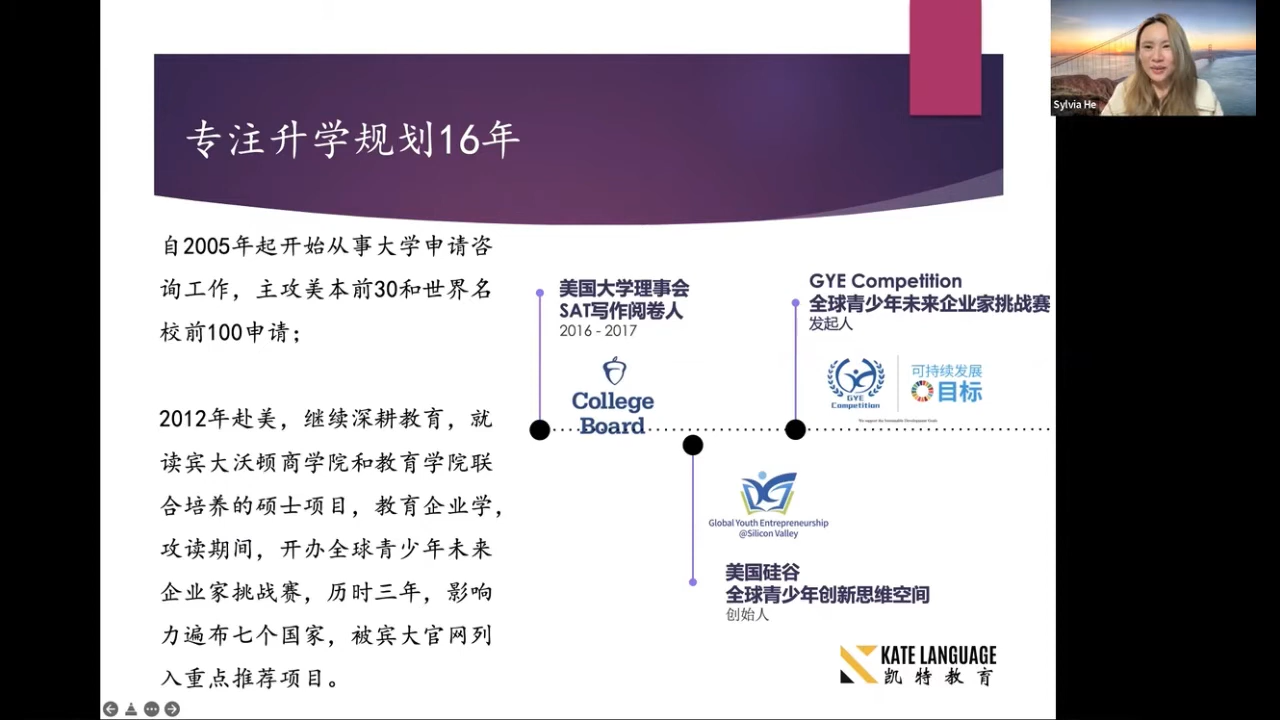 专注升学规划16年
Sylvia He
自2005年起开始从事大学申请咨
询工作，主攻美本前30和世界名
校前100申请；
2012年赴美，继续深耕教育，就
读宾大沃顿商学院和教育学院联
合培养的硕士项目，教育企业学，
攻读期间，开办全球青少年未来
企业家挑战赛，历时三年，影响
力遍布七个国家，被宾大官网列
入重点推荐项目。
美国大学理事会
SAT写作阅卷人
2016 - 2017
College
Board
GYE Competition
全球青少年未来企业家挑战赛
发起人
GYE
Competition
可持续发展
目标
We support the Sustainable Development Goals
Global Youth Entrepreneurship
@Silicon Valley
美国硅谷
全球青少年创新思维空间
创始人
KATE LANGUAGE
凯特教育